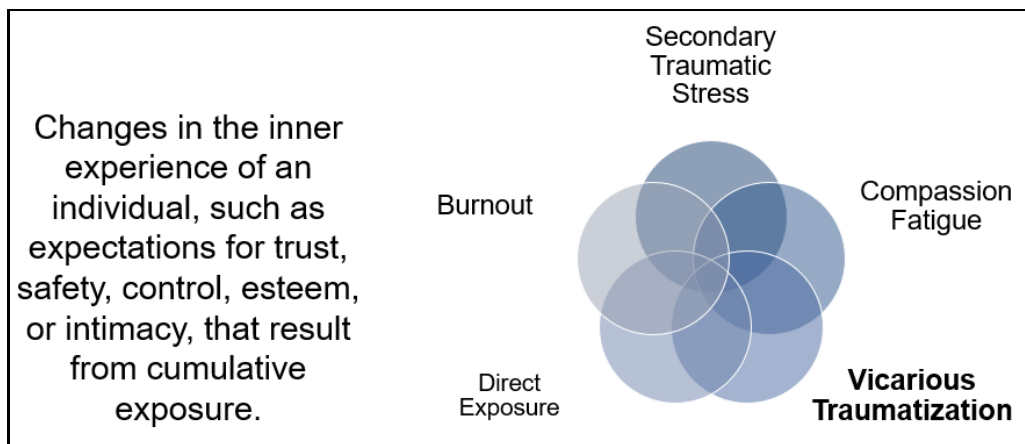 Changes in the inner
experience of an
individual, such as
expectations for trust,
safety, control, esteem,
or intimacy, that result
from cumulative
exposure.
Secondary
Traumatic
Stress
Burnout
Compassion
Fatigue
Direct
Exposure
Vicarious
Traumatization